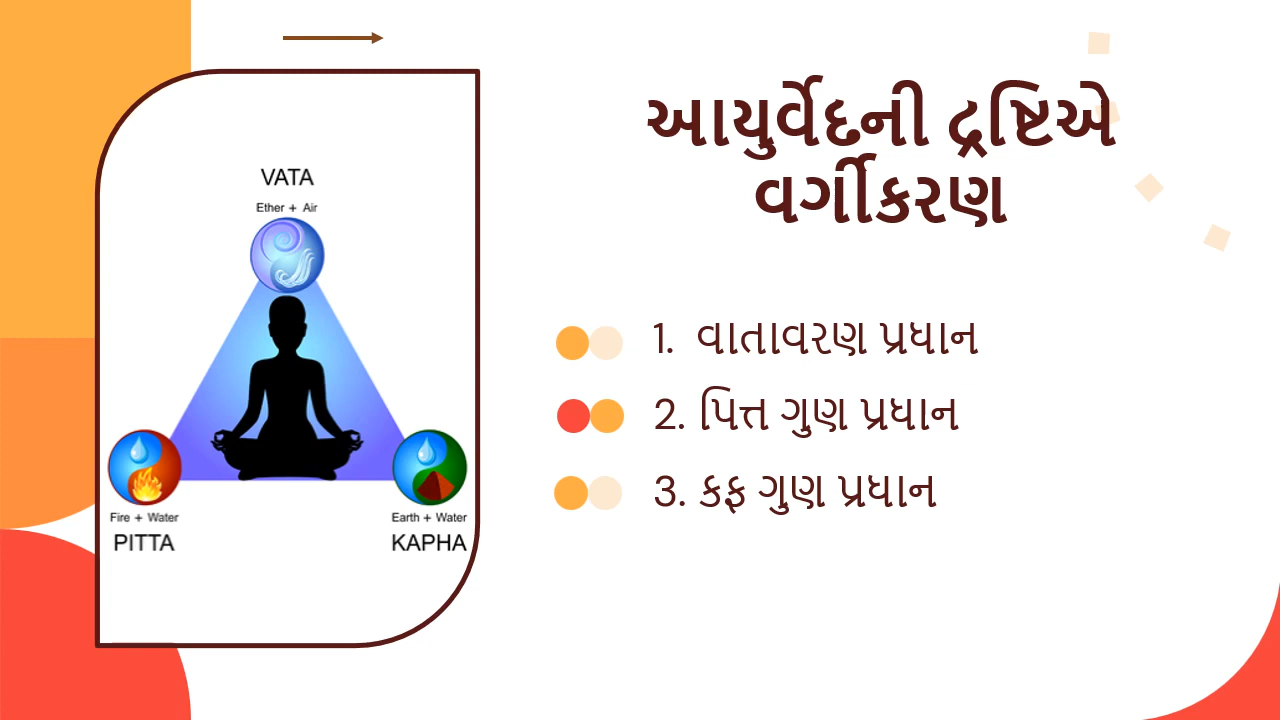 આયુર્વેદની દ્રષ્ટિએ
વર્ગીકરણ
VATA
Ether + Air
Fire + Water
PITTA
Earth + Water
KAPHA
1. વાતાવરણ પ્રધાન
2. પિત્ત ગુણ પ્રધાન
3. કફ ગુણ પ્રધાન